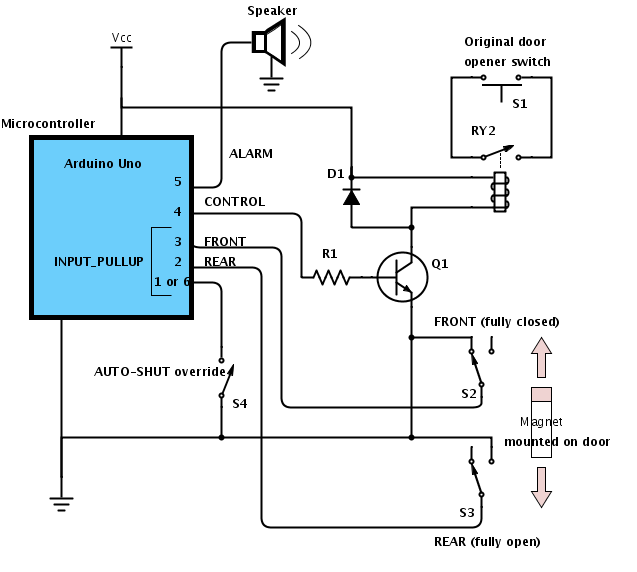 Speaker
Vcc
Original door
opener switch
S1
RY2
Microcontroller
Arduino Uno
ALARM
5
D1
CONTROL
4
3
FRONT
INPUT_PULLUP
2
REAR
1 or 6
R1
Q1
FRONT (fully closed)
AUTO-SHUT override
S4
S2
Magnet
mounted on door
S3
REAR (fully open)